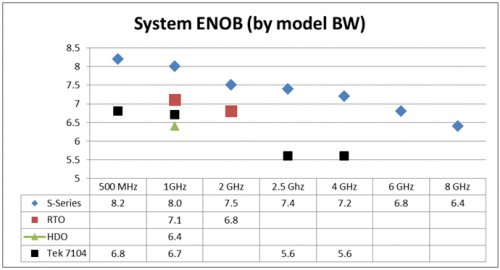 System ENOB (by model BW)
8.5
8
7.5
7
6.5
6
5.5
5
500 MHz 1GHz 2 GHz 2.5 Ghz 4 GHz 6 GHz 8 GHz
S-Series 8.2 8.0 7.5 7.4 7.2 6.8 6.4
RTO 7.1 6.8
HDO 6.4
Tek 7104 6.8 6.7 5.6 5.6